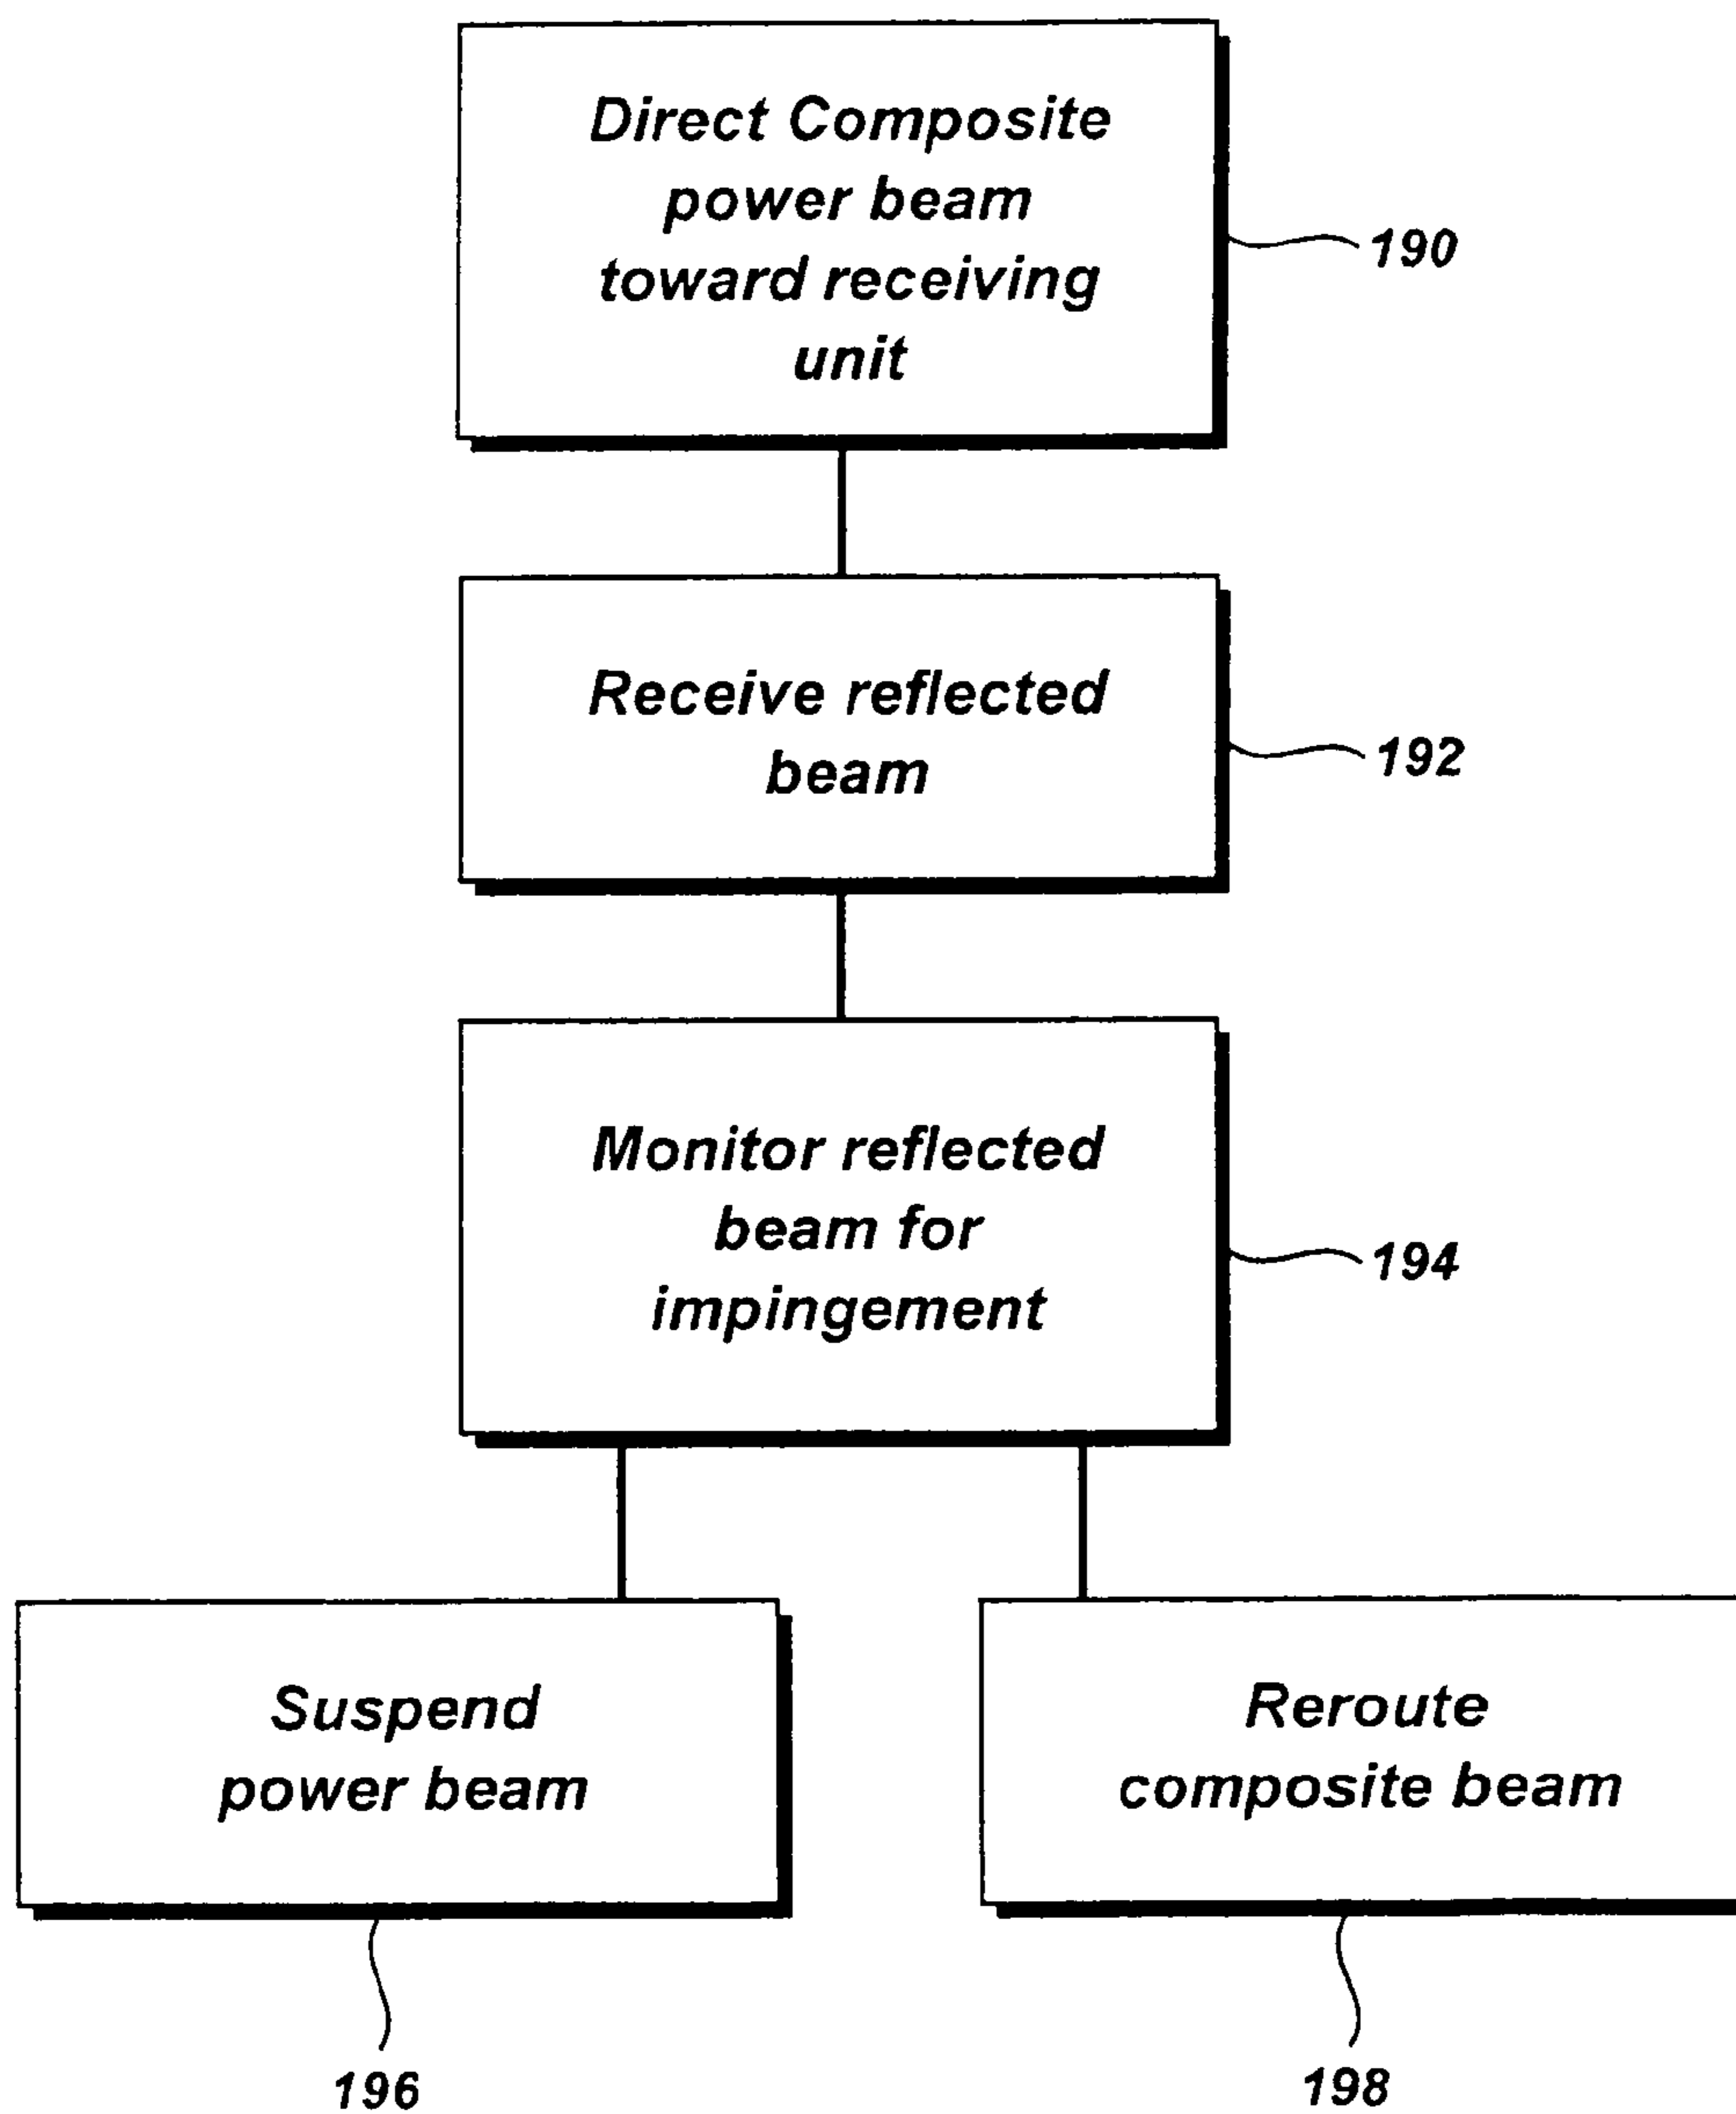 Direct Composite
power beam
toward receiving
unit
190
Receive reflected
beam
192
Monitor reflected
beam for
impingement
194
Suspend
power beam
Reroute
composite beam
196
198